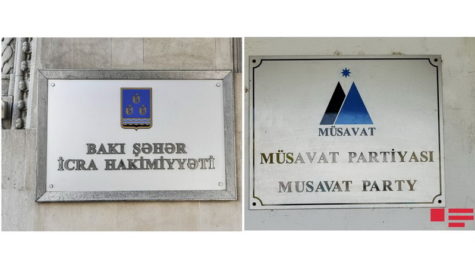 BAKI ŞƏHƏR
İCRA HAKİMİYYƏTİ
MÜSAVAT
MÜSAVAT PARTİYASI
MUSAVAT PARTY